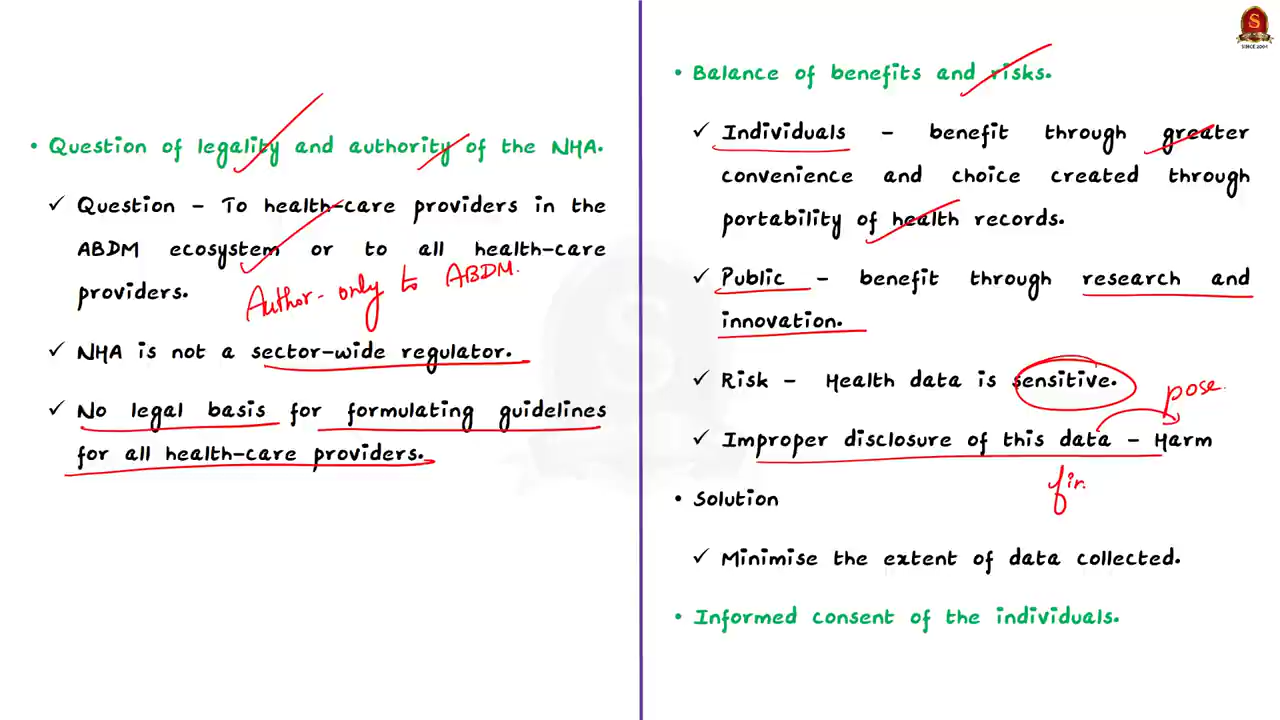 • Question of legality and authority of the NHA.
✓ Question - To health-care providers in the
ABDM ecosystem or to all health-care
providers.
Author - only to ABDM.
✓ NHA is not a sector-wide regulator.
✓ No legal basis for formulating guidelines
for all health-care providers.
S
SINCE 2004
• Balance of benefits and risks.
✓ Individuals - benefit through greater
convenience and choice created through
portability of health records.
✓ Public - benefit through research and
innovation.
✓ Risk - Health data is sensitive.
pose
✓ Improper disclosure of this data - Harm
fin
• Solution
✓ Minimise the extent of data collected.
• Informed consent of the individuals.